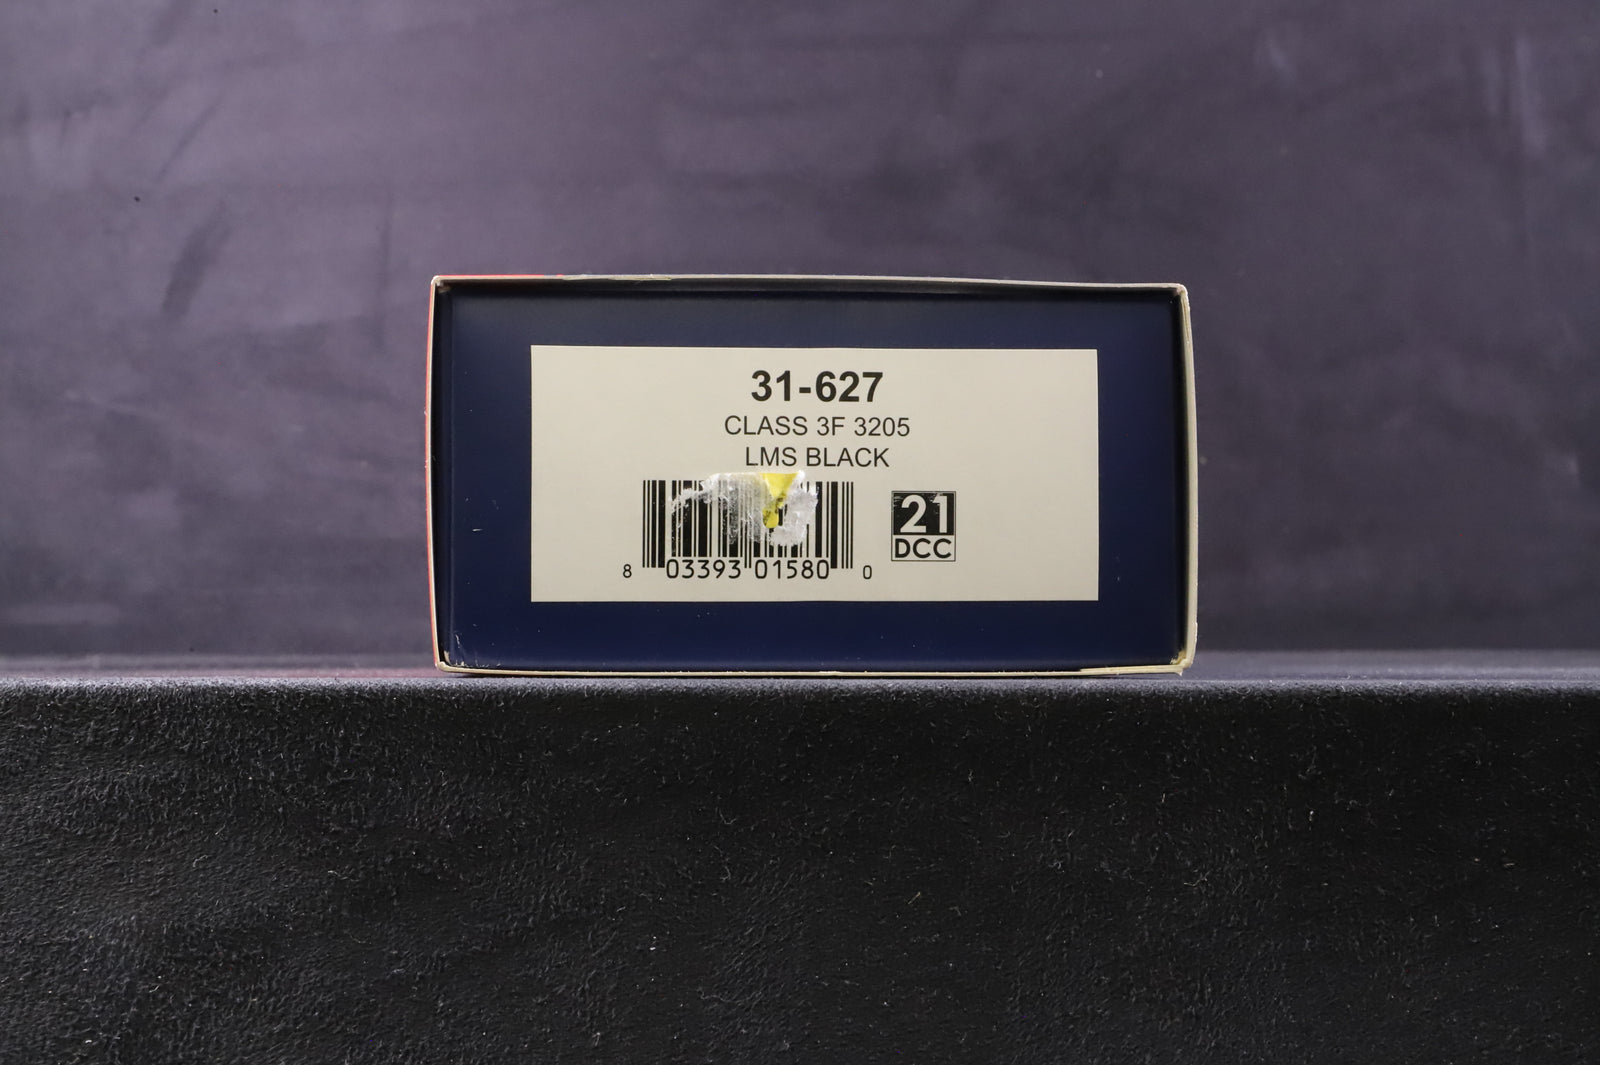 31-627
CLASS 3F 3205
LMS BLACK
21
DCC
8 03393 01580 0